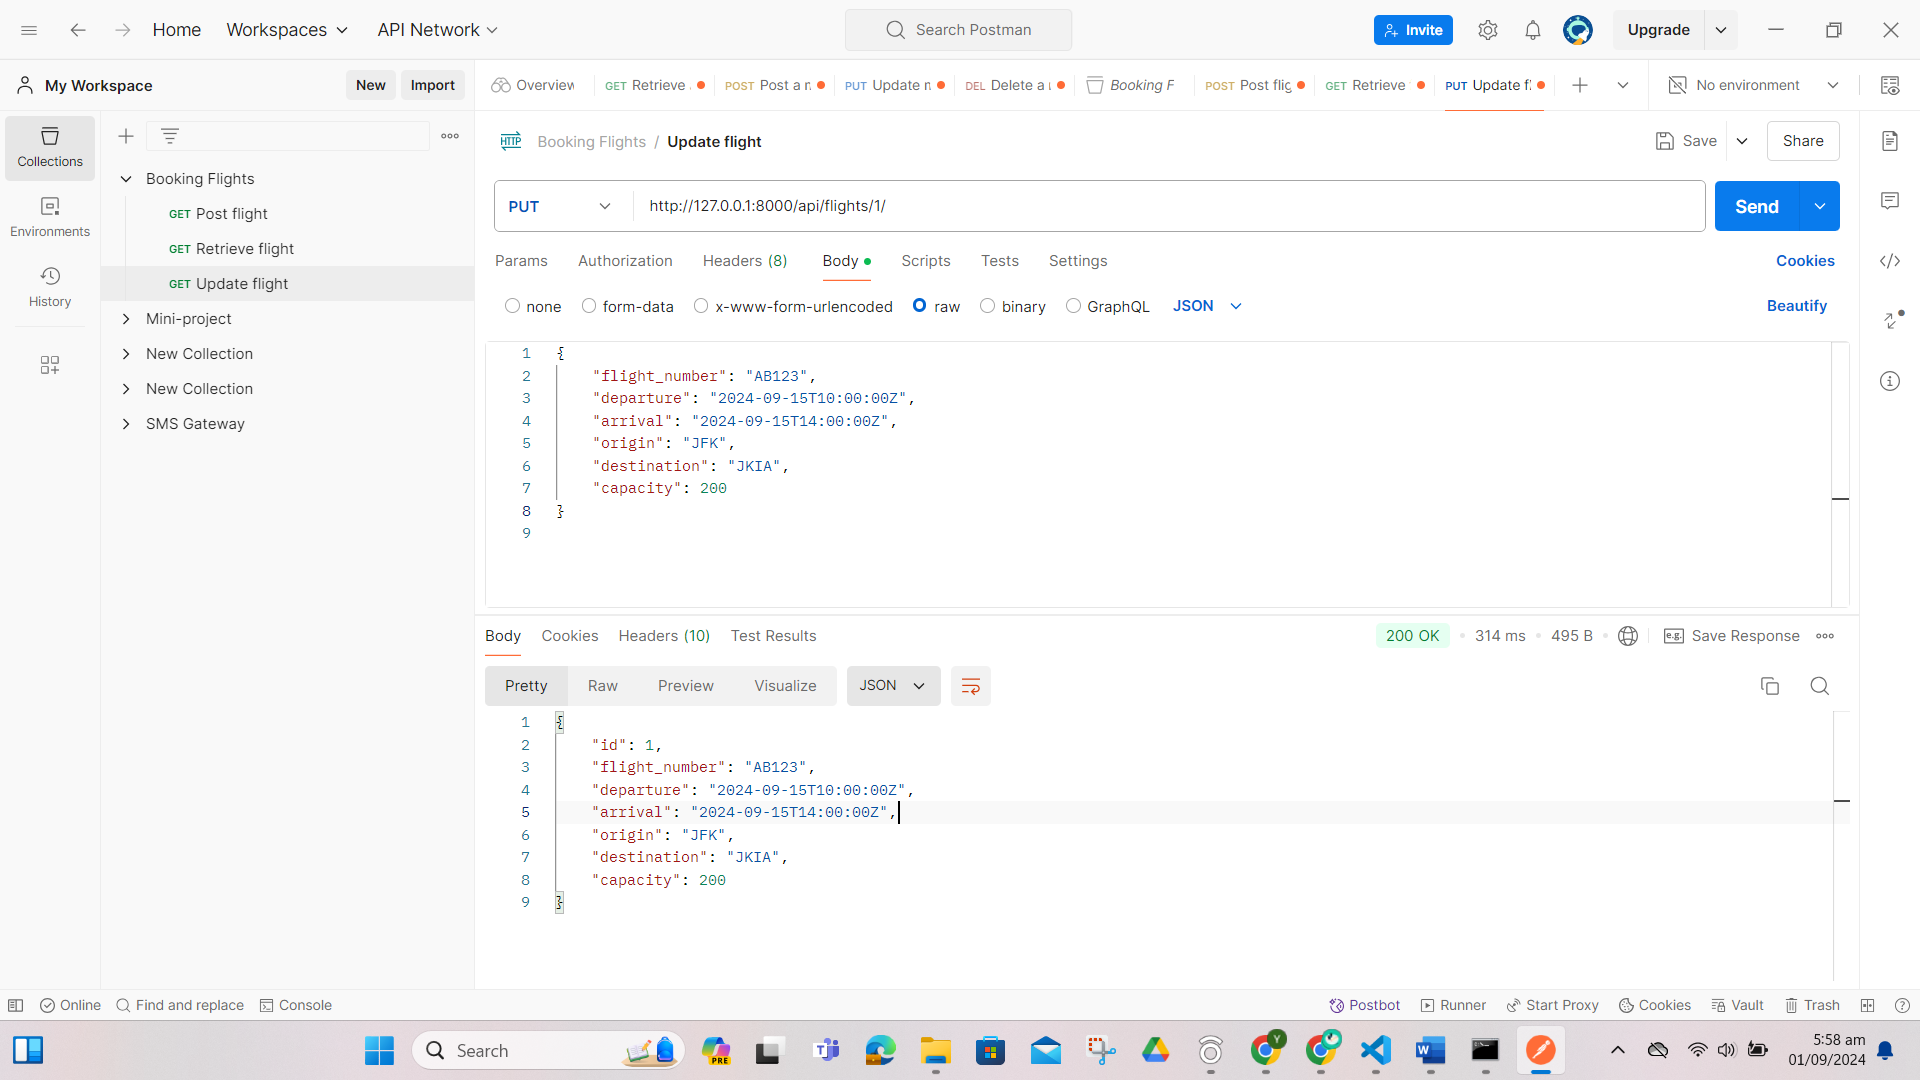 Home
Workspaces
API Network
Search Postman
Invite
Upgrade
My Workspace
New
Import
Overview
GET Retrieve
POST Post a n
PUT Update n
DEL Delete a
Booking F
POST Post flig
GET Retrieve
PUT Update f
No environment
Collections
Environments
History
Booking Flights
GET Post flight
GET Retrieve flight
GET Update flight
Mini-project
New Collection
New Collection
SMS Gateway
HTTP Booking Flights / Update flight
Save
Share
PUT
http://127.0.0.1:8000/api/flights/1/
Send
Params
Authorization
Headers (8)
Body
Scripts
Tests
Settings
Cookies
none
form-data
x-www-form-urlencoded
raw
binary
GraphQL
JSON
Beautify
1 {
2 "flight_number": "AB123",
3 "departure": "2024-09-15T10:00:00Z",
4 "arrival": "2024-09-15T14:00:00Z",
5 "origin": "JFK",
6 "destination": "JKIA",
7 "capacity": 200
8 }
9
Body
Cookies
Headers (10)
Test Results
200 OK
314 ms
495 B
e.g. Save Response
Pretty
Raw
Preview
Visualize
JSON
1 {
2 "id": 1,
3 "flight_number": "AB123",
4 "departure": "2024-09-15T10:00:00Z",
5 "arrival": "2024-09-15T14:00:00Z",
6 "origin": "JFK",
7 "destination": "JKIA",
8 "capacity": 200
9 }
Online
Find and replace
Console
Postbot
Runner
Start Proxy
Cookies
Vault
Trash
Search
PRE
Y
5:58 am
01/09/2024